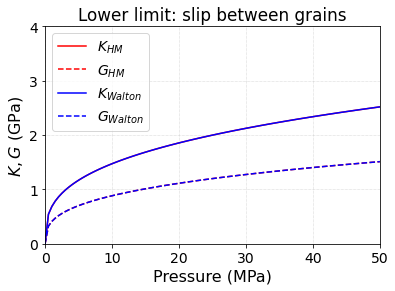 Lower limit: slip between grains
K, G (GPa)
4
3
2
1
0
K_HM
G_HM
K_Walton
G_Walton
0 10 20 30 40 50
Pressure (MPa)